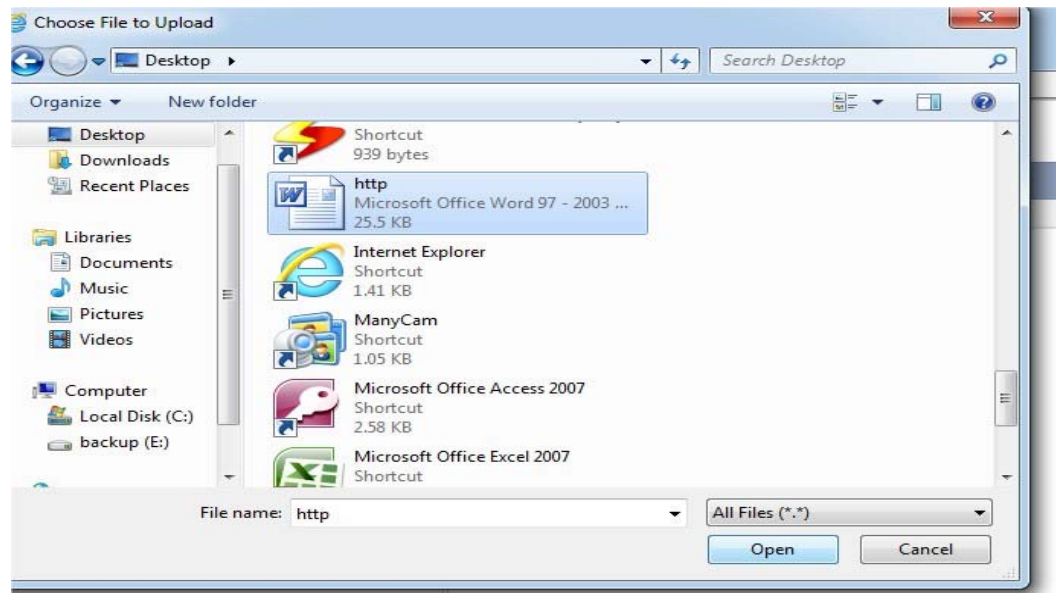 Choose File to Upload
Desktop
Search Desktop
Organize
New folder
Desktop
Downloads
Recent Places
Libraries
Documents
Music
Pictures
Videos
Computer
Local Disk (C:)
backup (E:)
Shortcut
939 bytes
http
Microsoft Office Word 97 - 2003 ...
25.5 KB
Internet Explorer
Shortcut
1.41 KB
ManyCam
Shortcut
1.05 KB
Microsoft Office Access 2007
Shortcut
2.58 KB
Microsoft Office Excel 2007
Shortcut
File name: http
All Files (*.*)
Open
Cancel